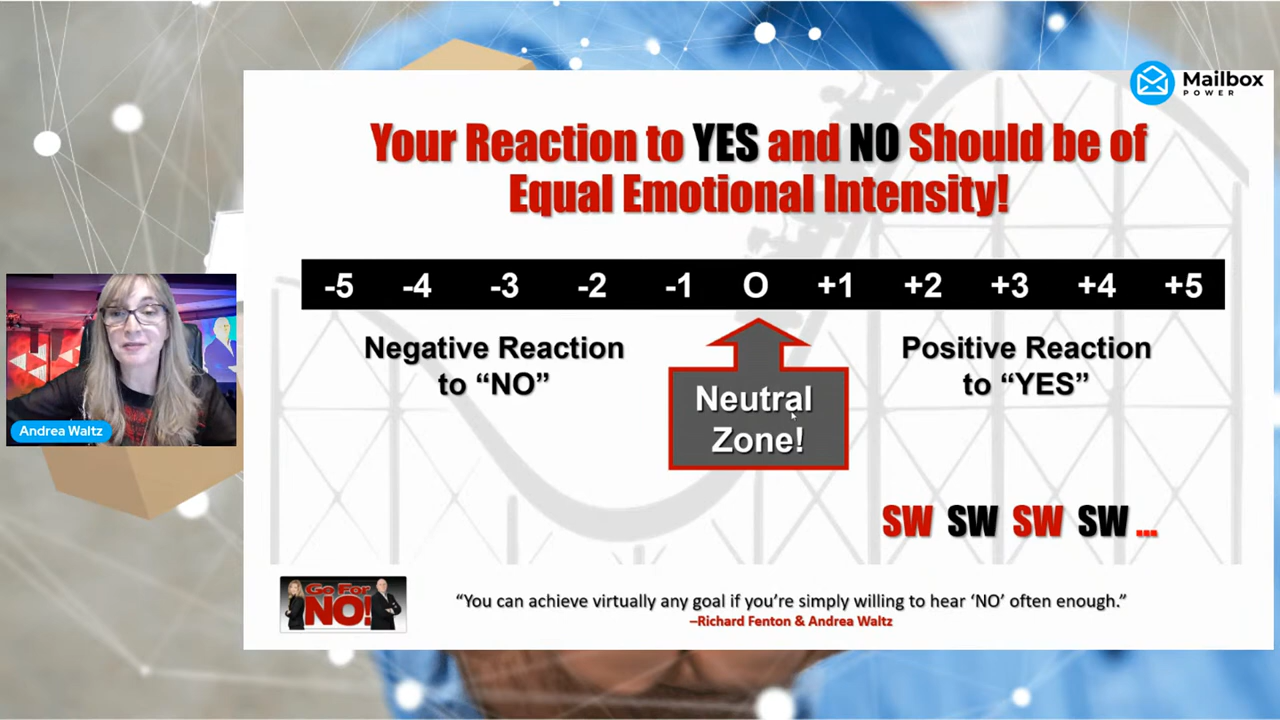 Mailbox
POWER
Your Reaction to YES and NO Should be of
Equal Emotional Intensity!
-5 -4 -3 -2 -1 O +1 +2 +3 +4 +5
Negative Reaction
to “NO”
Neutral
Zone!
Positive Reaction
to “YES”
Andrea Waltz
SW SW SW SW ...
Go For
NO!
“You can achieve virtually any goal if you’re simply willing to hear ‘NO’ often enough.”
–Richard Fenton & Andrea Waltz